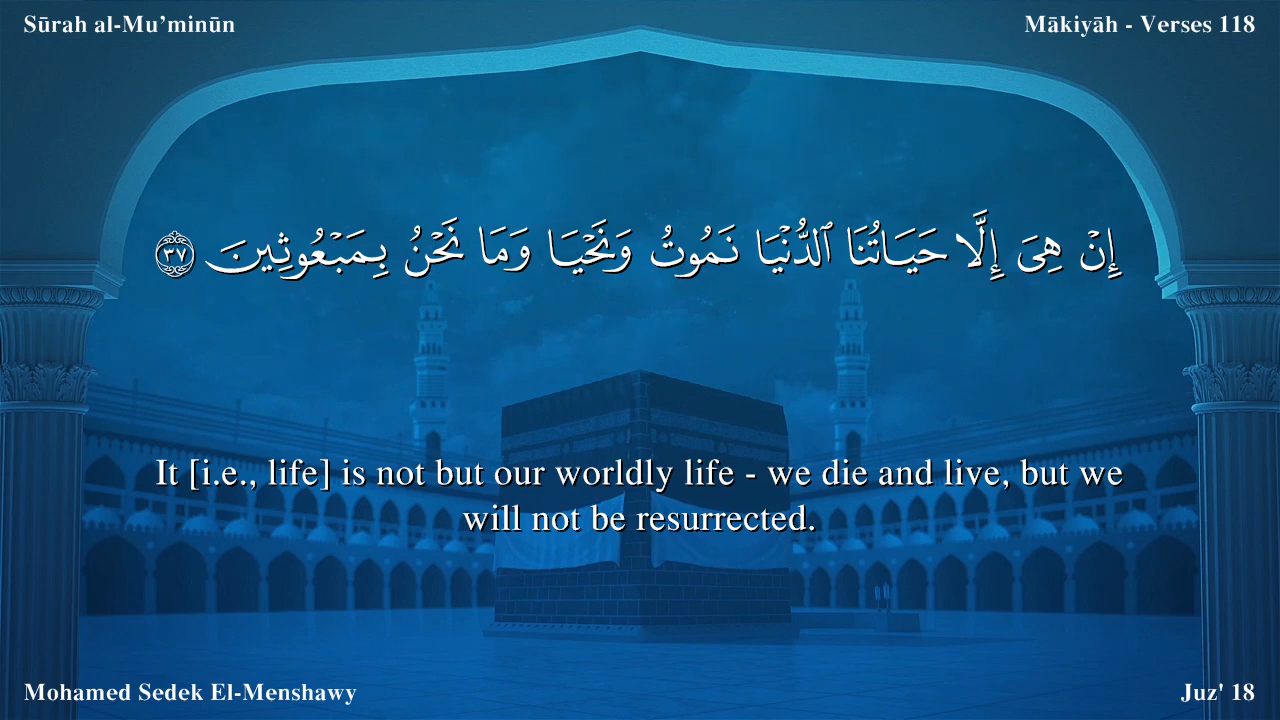 Sūrah al-Mu’minūn
Mākiyāh - Verses 118
إِنْ هِىَ إِلَّا حَيَاتُنَا ٱلدُّنْيَا نَمُوتُ وَنَحْيَا وَمَا نَحْنُ بِمَبْعُوثِينَ ٣٧
It [i.e., life] is not but our worldly life - we die and live, but we
will not be resurrected.
Mohamed Sedek El-Menshawy
Juz' 18